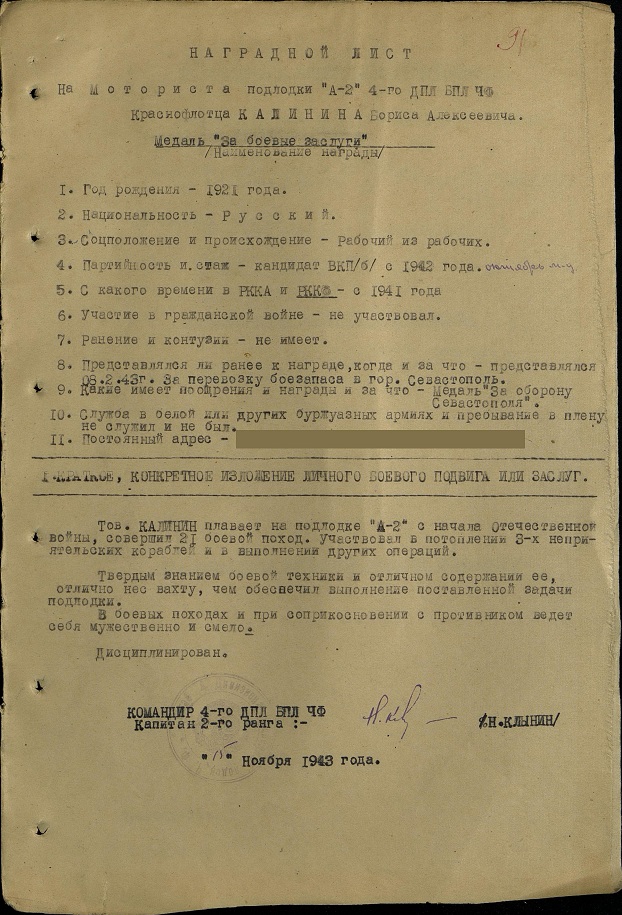 91
НАГРАДНОЙ ЛИСТ
На Моториста подлодки "А-2" 4-го ДПЛ БПЛ ЧФ
Краснофлотца КАЛИНИНА Бориса Алексеевича.
Медаль "За боевые заслуги"
/Наименование награды/
1. Год рождения - 1921 года.
2. Национальность - Русский.
3. Соцположение и происхождение - Рабочий из рабочих.
4. Партийность и стаж - кандидат ВКП/б/ с 1942 года. октябрь м-ц
5. С какого времени в РККА и РККФ - с 1941 года
6. Участие в гражданской войне - не участвовал.
7. Ранение и контузии - не имеет.
8. Представлялся ли ранее к награде, когда и за что - представлялся
08.2.43г. За перевозку боезапаса в гор. Севастополь.
9. Какие имеет поощрения и награды и за что - Медаль "За оборону
Севастополя".
10. Служба в белой или других буржуазных армиях и пребывание в плену
не служил и не был.
11. Постоянный адрес -
1. КРАТКОЕ, КОНКРЕТНОЕ ИЗЛОЖЕНИЕ ЛИЧНОГО БОЕВОГО ПОДВИГА ИЛИ ЗАСЛУГ.
Тов. КАЛИНИН плавает на подлодке "А-2" с начала Отечественной
войны, совершил 21 боевой поход. Участвовал в потоплении 3-х непри-
ятельских кораблей и в выполнении других операций.
Твердым знанием боевой техники и отличном содержании ее,
отлично нес вахту, чем обеспечил выполнение поставленной задачи
подлодки.
В боевых походах и при соприкосновении с противником ведет
себя мужественно и смело.
Дисциплинирован.
КОМАНДИР 4-го ДПЛ БПЛ ЧФ
Капитан 2-го ранга :- /Н.КЛЫНИН/
"15" Ноября 1943 года.